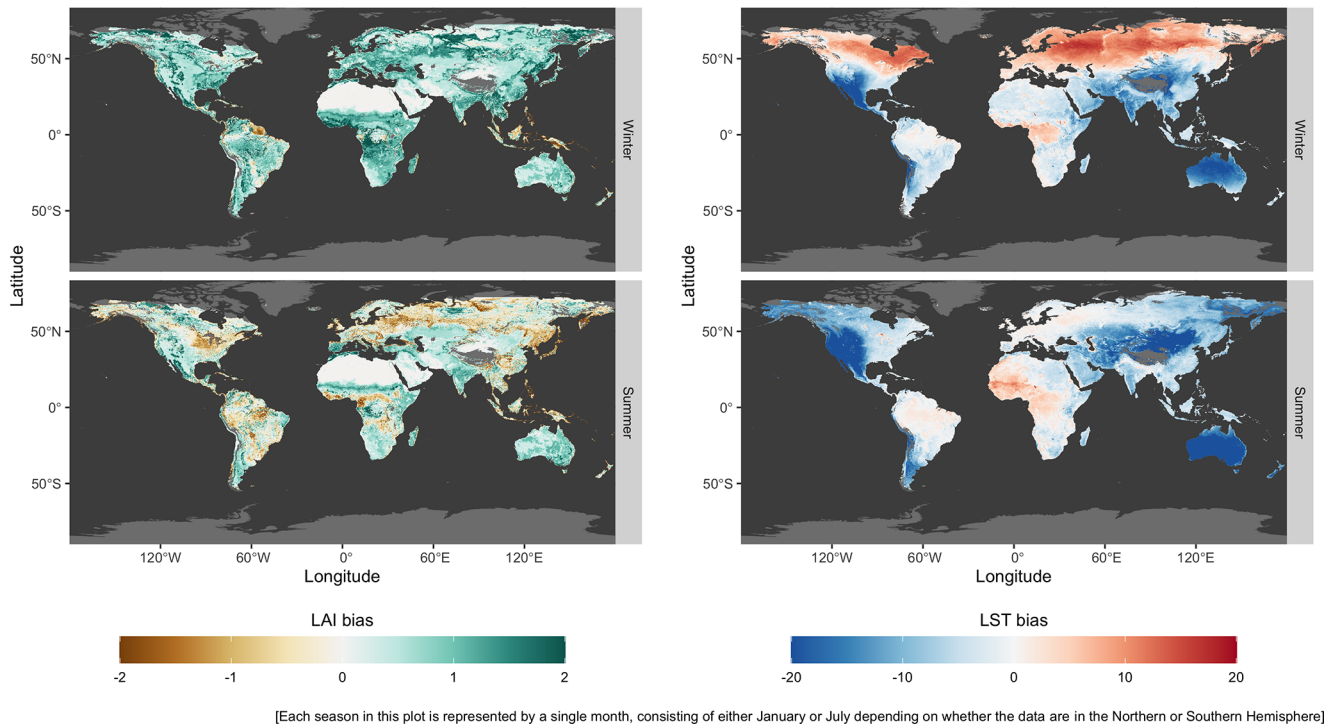 Latitude
50°N
0°
50°S
Winter
50°N
0°
50°S
Summer
120°W
60°W
0°
60°E
120°E
Longitude
LAI bias
-2
-1
0
1
2
Latitude
50°N
0°
50°S
Winter
50°N
0°
50°S
Summer
120°W
60°W
0°
60°E
120°E
Longitude
LST bias
-20
-10
0
10
20
[Each season in this plot is represented by a single month, consisting of either January or July depending on whether the data are in the Northern or Southern Hemisphere]